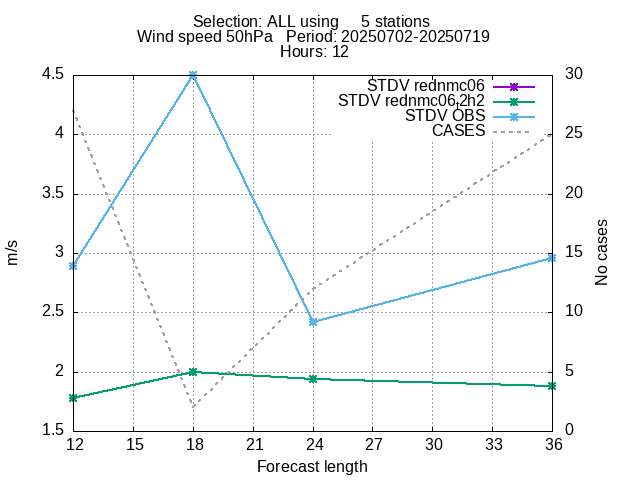 Selection: ALL using 5 stations
Wind speed 50hPa Period: 20250702-20250719
Hours: 12
STDV rednmc06
STDV rednmc06,2h2
STDV OBS
CASES
4.5
4
3.5
3
2.5
2
1.5
30
25
20
15
10
5
0
m/s
No cases
12 15 18 21 24 27 30 33 36
Forecast length